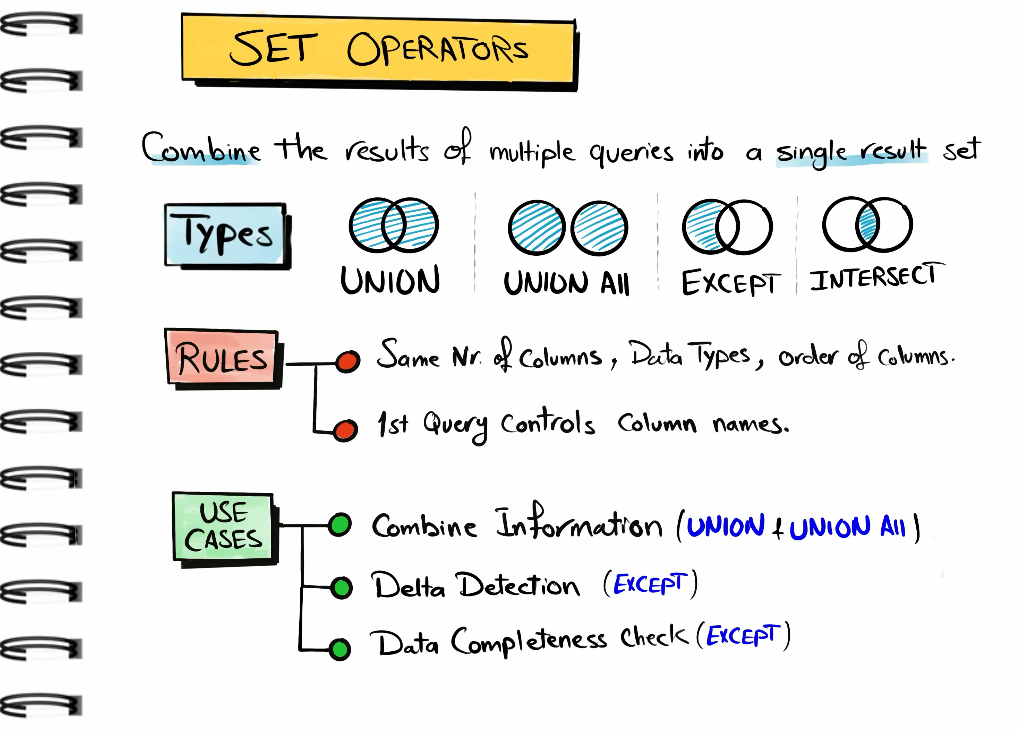 SET OPERATORS
Combine the results of multiple queries into a single result set
Types
UNION
UNION All
EXCEPT
INTERSECT
RULES
Same Nr. of Columns, Data Types, order of Columns.
1st Query Controls Column names.
USE
CASES
Combine Information (UNION + UNION All)
Delta Detection (EXCEPT)
Data Completeness Check (EXCEPT)